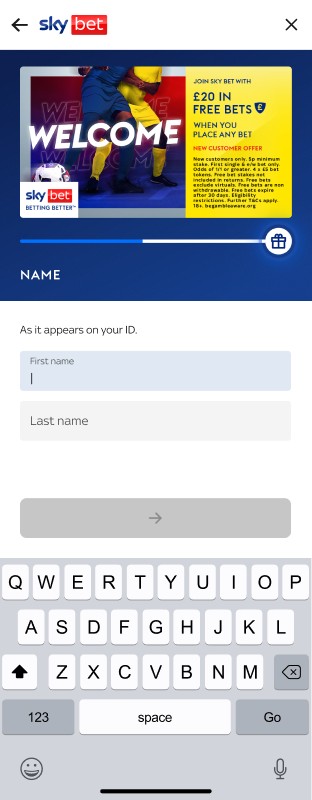 sky bet
WE
WELCOME
WELCOME
WELCOME
sky bet
BETTING BETTER™
JOIN SKY BET WITH
£20 IN
FREE BETS £
WHEN YOU
PLACE ANY BET
NEW CUSTOMER OFFER
New customers only. 5p minimum
stake. First single & e/w bet only.
Odds of 1/1 or greater. 4 x £5 bet
tokens. Free bet stakes not
included in returns. Free bets
exclude virtuals. Free bets are non
withdrawable. Free bets expire
after 30 days. Eligibility
restrictions. Further T&Cs apply.
18+. begambleaware.org
NAME
As it appears on your ID.
First name
Last name
Q W E R T Y U I O P
A S D F G H J K L
Z X C V B N M
123 space Go